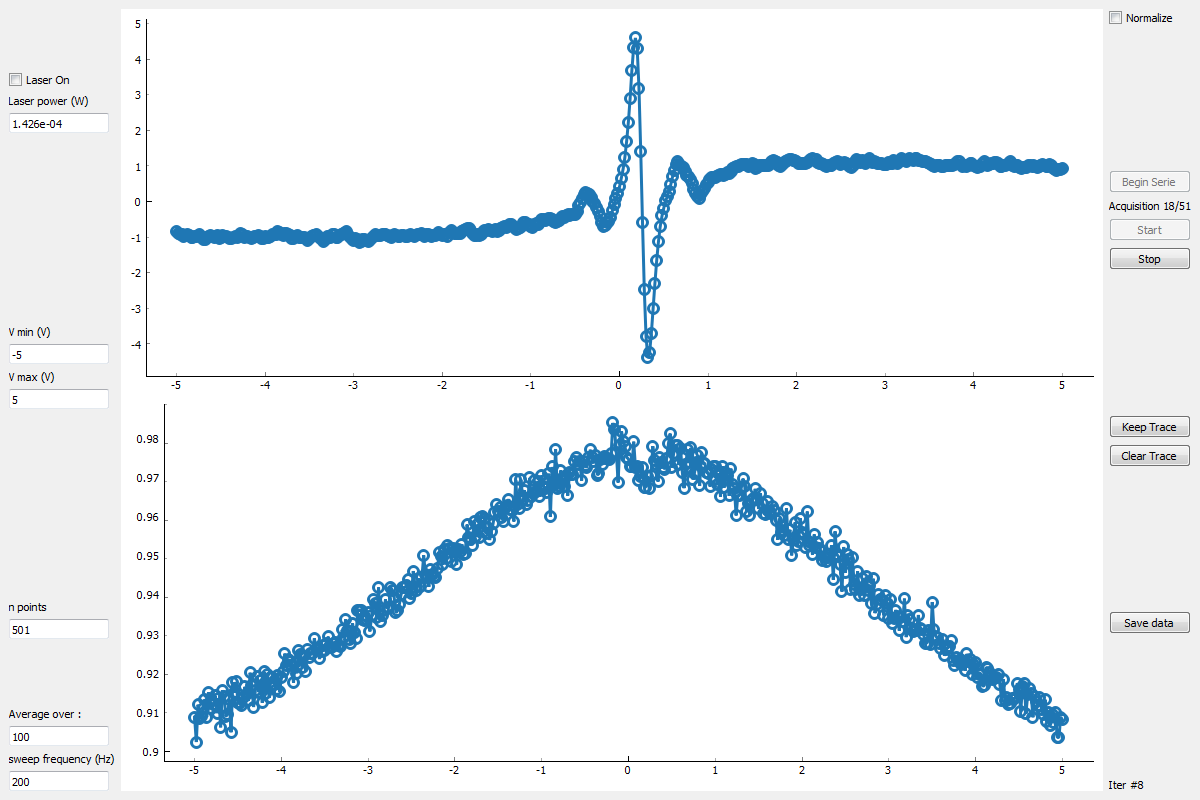 Normalize
Laser On
Laser power (W)
1.426e-04
V min (V)
-5
V max (V)
5
n points
501
Average over :
100
sweep frequency (Hz)
200
5
4
3
2
1
0
-1
-2
-3
-4
-5 -4 -3 -2 -1 0 1 2 3 4 5
0.98
0.97
0.96
0.95
0.94
0.93
0.92
0.91
0.9
-5 -4 -3 -2 -1 0 1 2 3 4 5
Begin Serie
Acquisition 18/51
Start
Stop
Keep Trace
Clear Trace
Save data
Iter #8